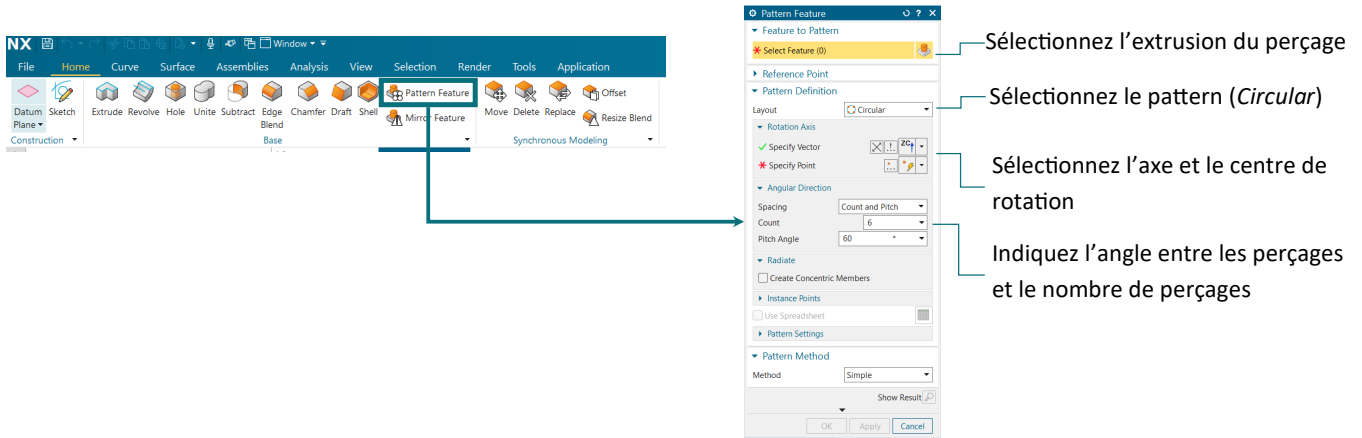 NX Window
File Home Curve Surface Assemblies Analysis View Selection Render Tools Application
Datum Plane
Sketch
Extrude
Revolve
Hole
Unite
Subtract
Edge Blend
Chamfer
Draft
Shell
Pattern Feature
Mirror Feature
Move
Delete
Replace
Offset
Resize Blend
Construction
Base
Synchronous Modeling
Pattern Feature ? ×
Feature to Pattern
* Select Feature (0)
Reference Point
Pattern Definition
Layout Circular
Rotation Axis
Specify Vector ZC
* Specify Point
Angular Direction
Spacing Count and Pitch
Count 6
Pitch Angle 60 °
Radiate
Create Concentric Members
Instance Points
Use Spreadsheet
Pattern Settings
Pattern Method
Method Simple
Show Result
OK Apply Cancel
Sélectionnez l’extrusion du perçage
Sélectionnez le pattern (Circular)
Sélectionnez l’axe et le centre de
rotation
Indiquez l’angle entre les perçages
et le nombre de perçages